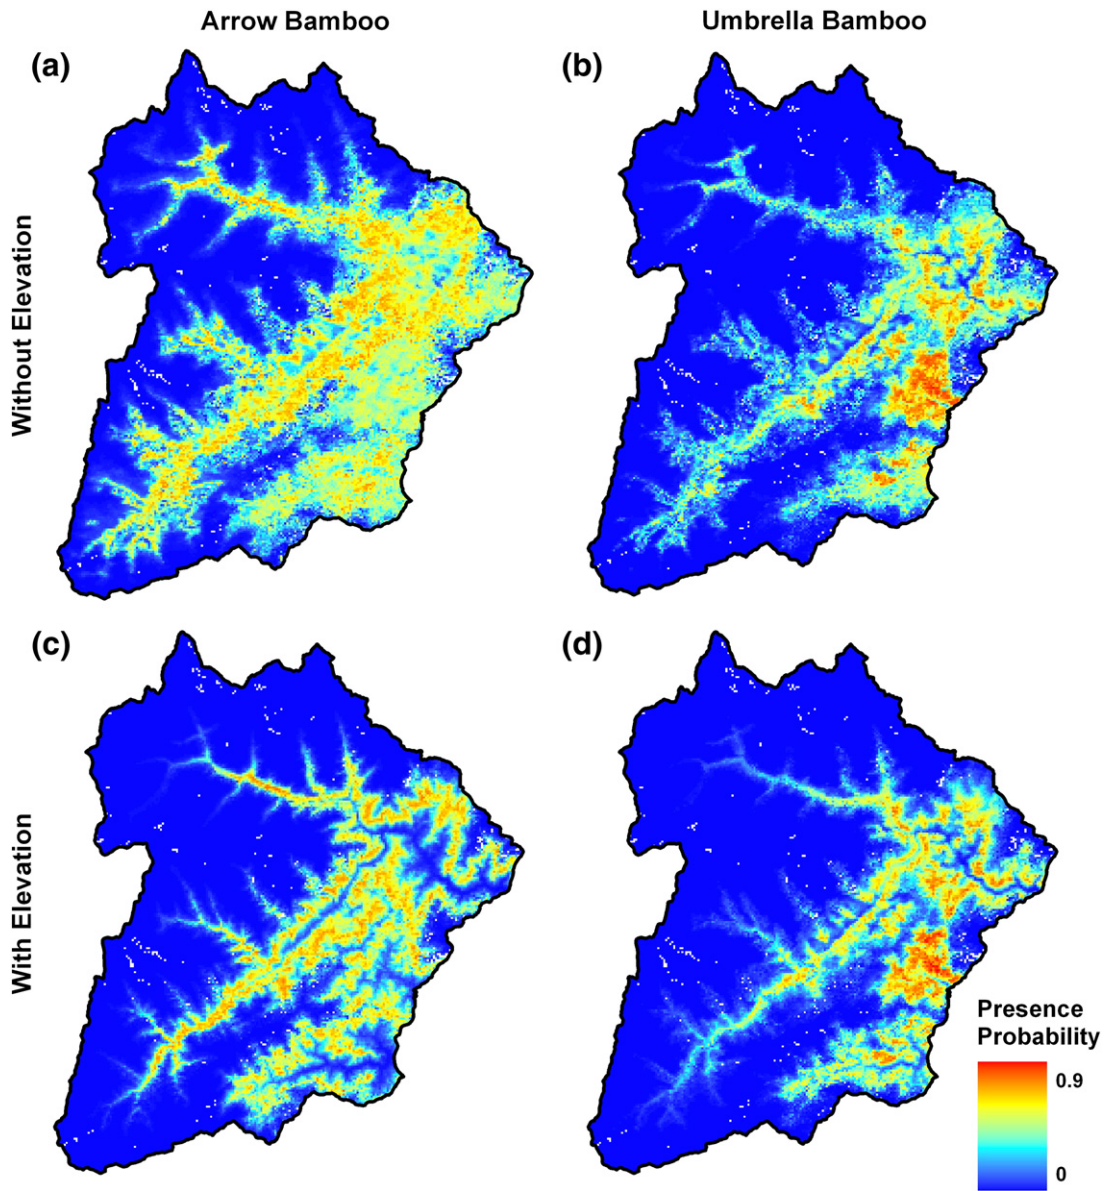 Arrow Bamboo
Umbrella Bamboo
(a)
(b)
Without Elevation
(c)
(d)
With Elevation
Presence
Probability
0.9
0